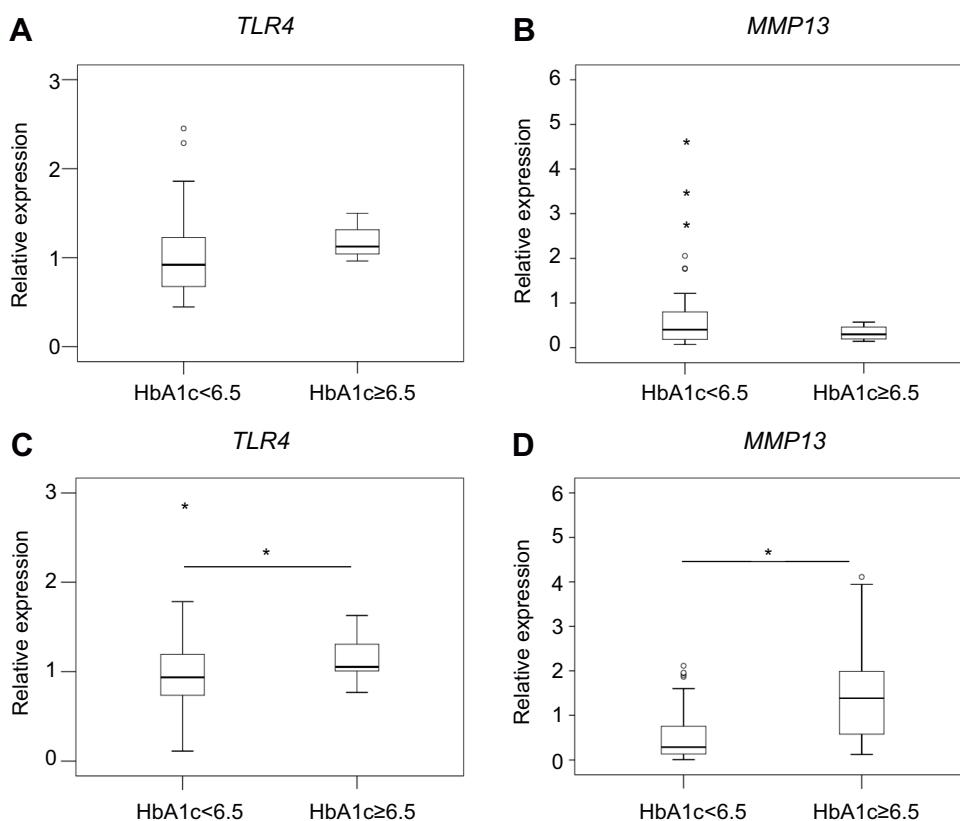 A
TLR4
Relative expression
3
2
1
0
HbA1c<6.5
HbA1c≥6.5
B
MMP13
Relative expression
6
5
4
3
2
1
0
*
*
*
HbA1c<6.5
HbA1c≥6.5
C
TLR4
Relative expression
3
2
1
0
*
*
HbA1c<6.5
HbA1c≥6.5
D
MMP13
Relative expression
6
5
4
3
2
1
0
*
HbA1c<6.5
HbA1c≥6.5